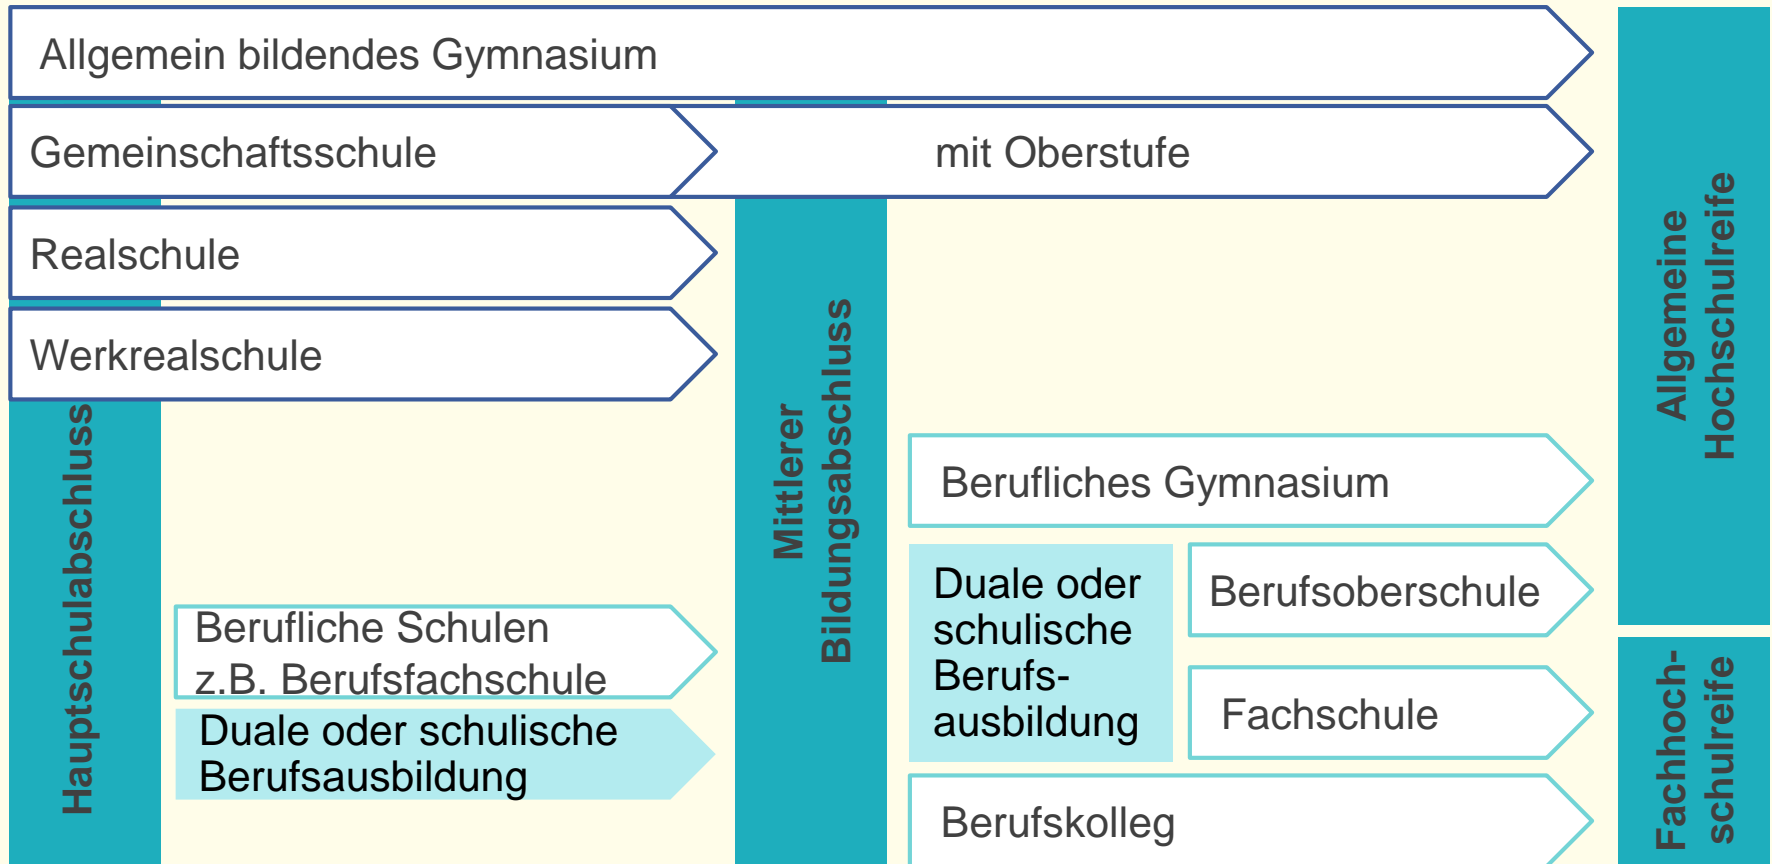 Allgemein bildendes Gymnasium
Gemeinschaftsschule
mit Oberstufe
Realschule
Werkrealschule
Hauptschulabschluss
Berufliche Schulen
z.B. Berufsfachschule
Duale oder schulische
Berufsausbildung
Mittlerer
Bildungsabschluss
Berufliches Gymnasium
Duale oder
schulische
Berufs-
ausbildung
Berufsoberschule
Fachschule
Berufskolleg
Allgemeine
Hochschulreife
Fachhoch-
schulreife